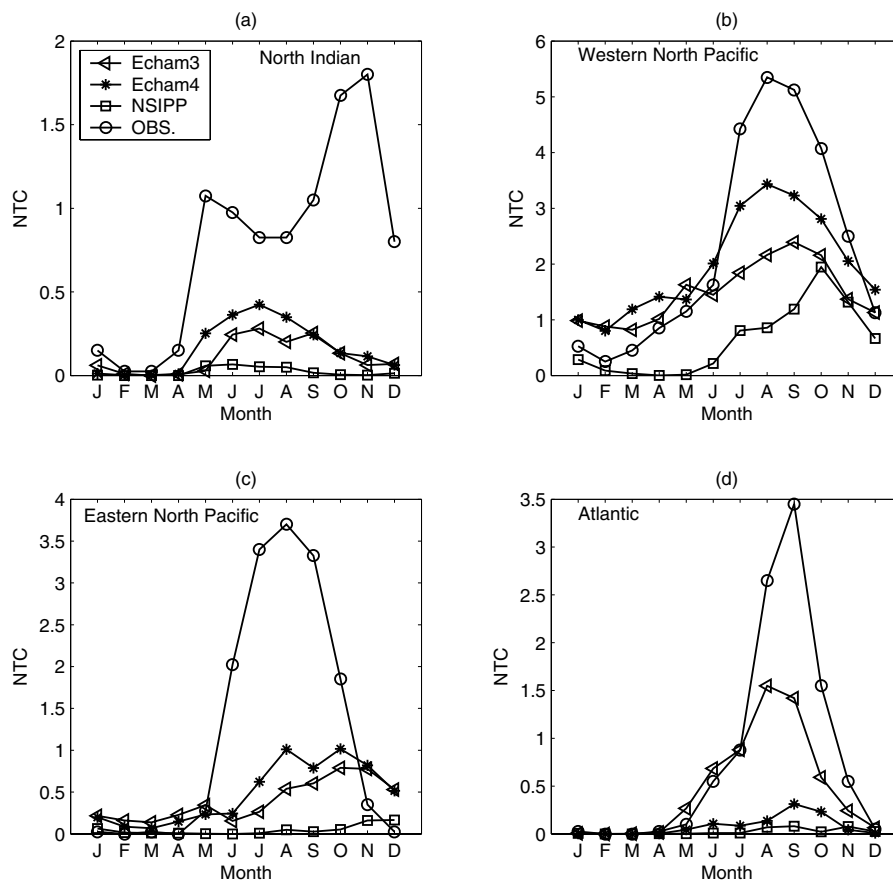 (a)
North Indian
Echam3
Echam4
NSIPP
OBS.
2
1.5
1
0.5
0
NTC
J F M A M J J A S O N D
Month
(b)
Western North Pacific
6
5
4
3
2
1
0
NTC
J F M A M J J A S O N D
Month
(c)
Eastern North Pacific
4
3.5
3
2.5
2
1.5
1
0.5
0
NTC
J F M A M J J A S O N D
Month
(d)
Atlantic
3.5
3
2.5
2
1.5
1
0.5
0
NTC
J F M A M J J A S O N D
Month